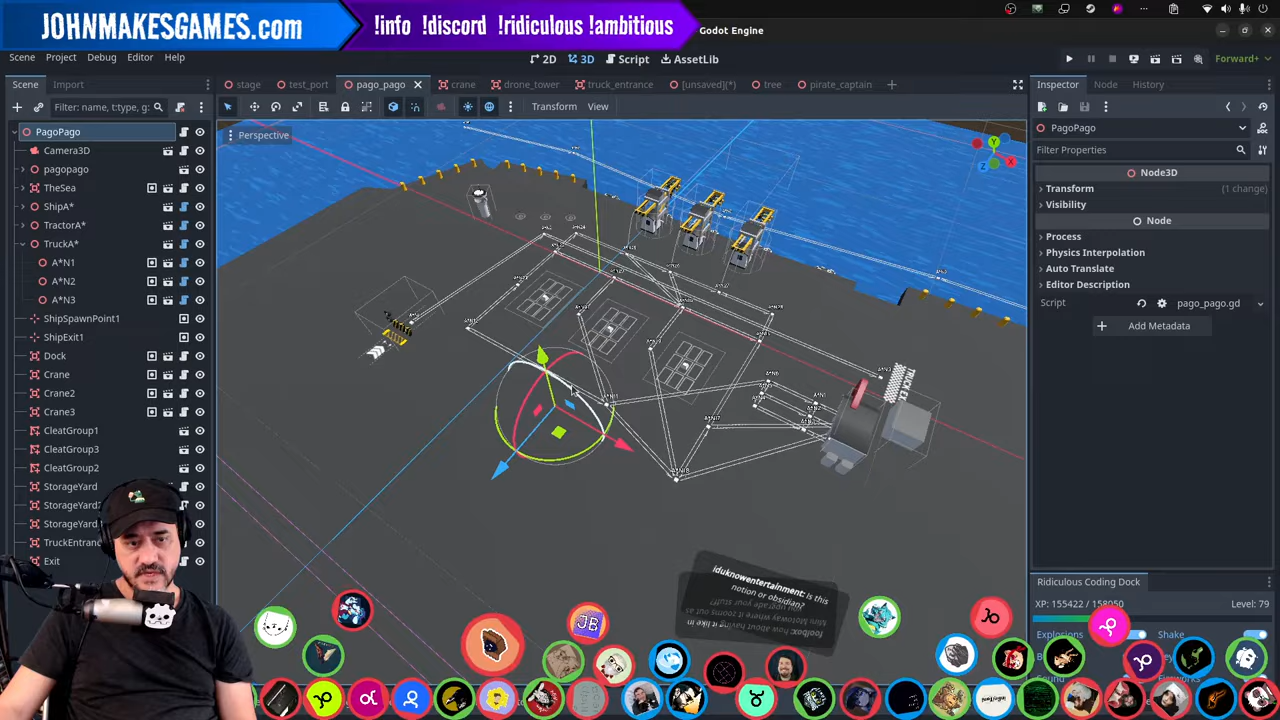 JOHNMAKESGAMES.COM
!info !discord !ridiculous !ambitious
Godot Engine
Scene Project Debug Editor Help
2D 3D Script AssetLib
Forward+
Scene Import
stage test_port pago_pago crane drone_tower truck_entrance [unsaved](*) tree pirate_captain
Inspector Node History
Filter: name, t:type, g:
Transform View
PagoPago
PagoPago
Perspective
Filter Properties
Camera3D
pagopago
Node3D
TheSea
Transform (1 change)
ShipA*
Visibility
TractorA*
Node
TruckA*
Process
A*N1
Physics Interpolation
A*N2
Auto Translate
A*N3
Editor Description
Script pago_pago.gd
ShipSpawnPoint1
Add Metadata
ShipExit1
Dock
Crane
Crane2
Crane3
CleatGroup1
CleatGroup3
CleatGroup2
StorageYard
StorageYard
StorageYard
TruckEntranc
Exit
Y
X
Z
iduknowentertainment: Is this
notion or obsidian?
Ridiculous Coding Dock
XP: 155422 / 158050 Level: 79
Explosions Shake